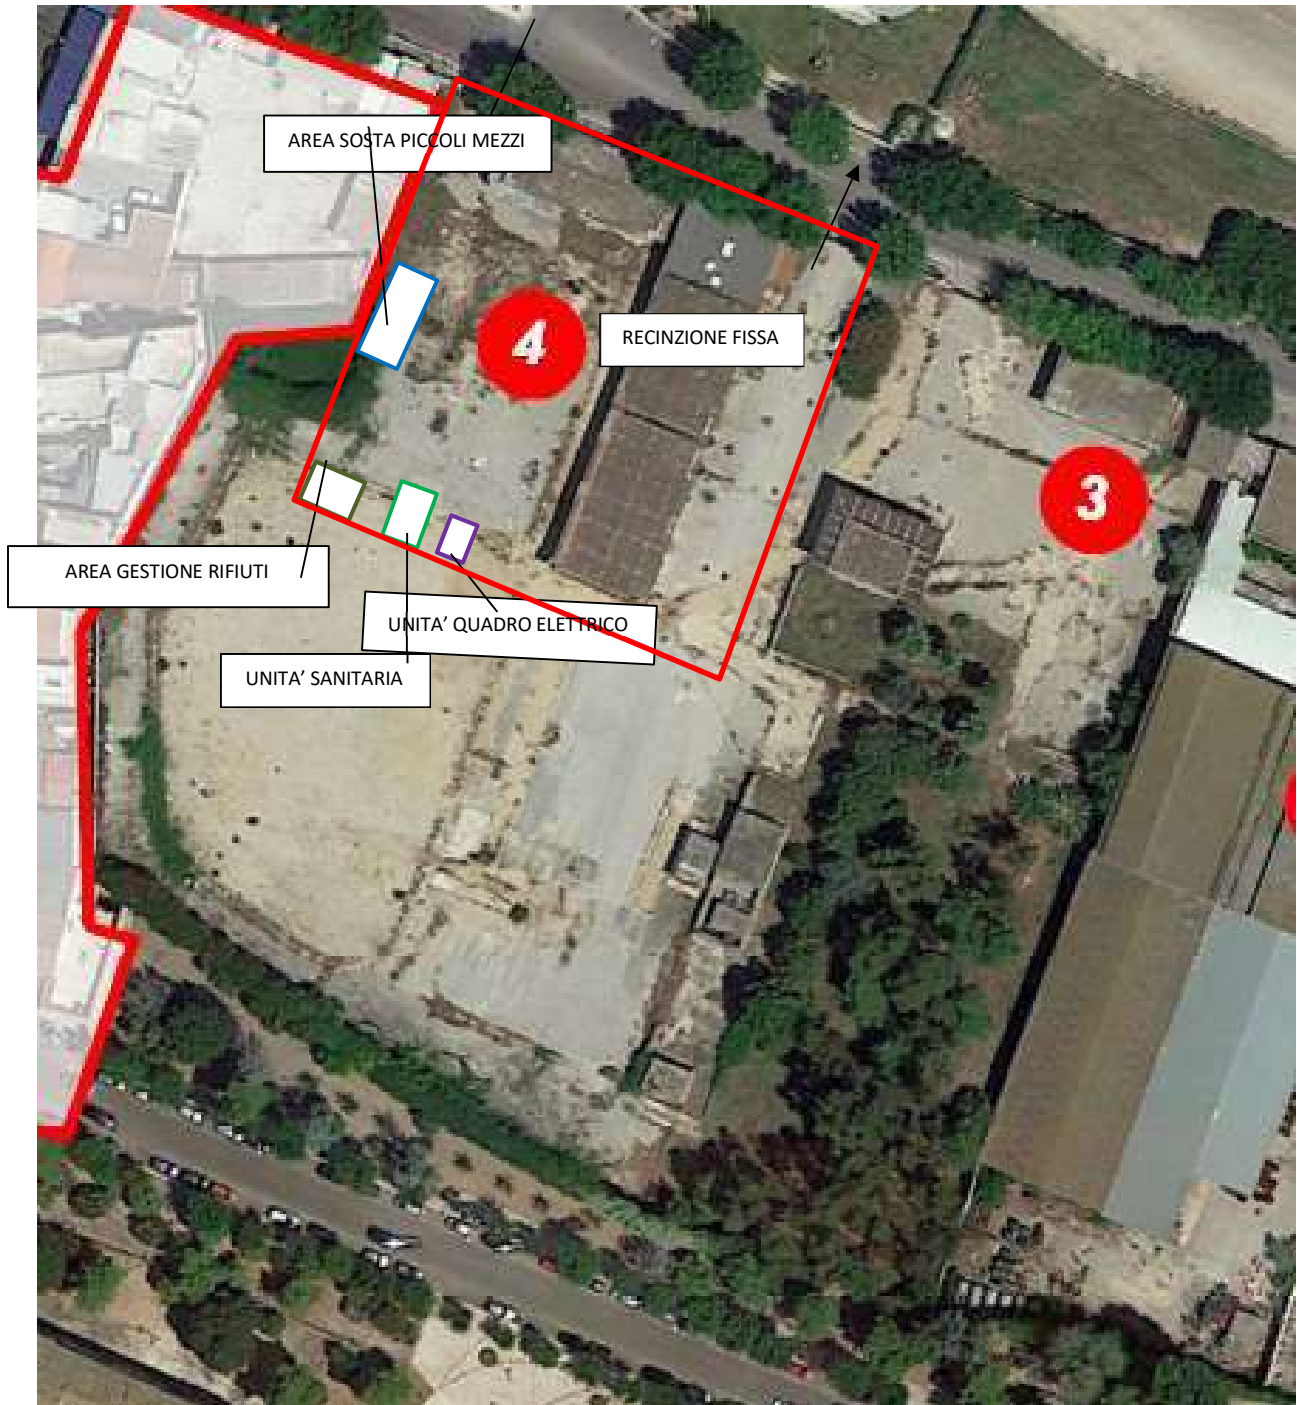 AREA SOSTA PICCOLI MEZZI
4
RECINZIONE FISSA
3
AREA GESTIONE RIFIUTI
UNITA’ QUADRO ELETTRICO
UNITA’ SANITARIA